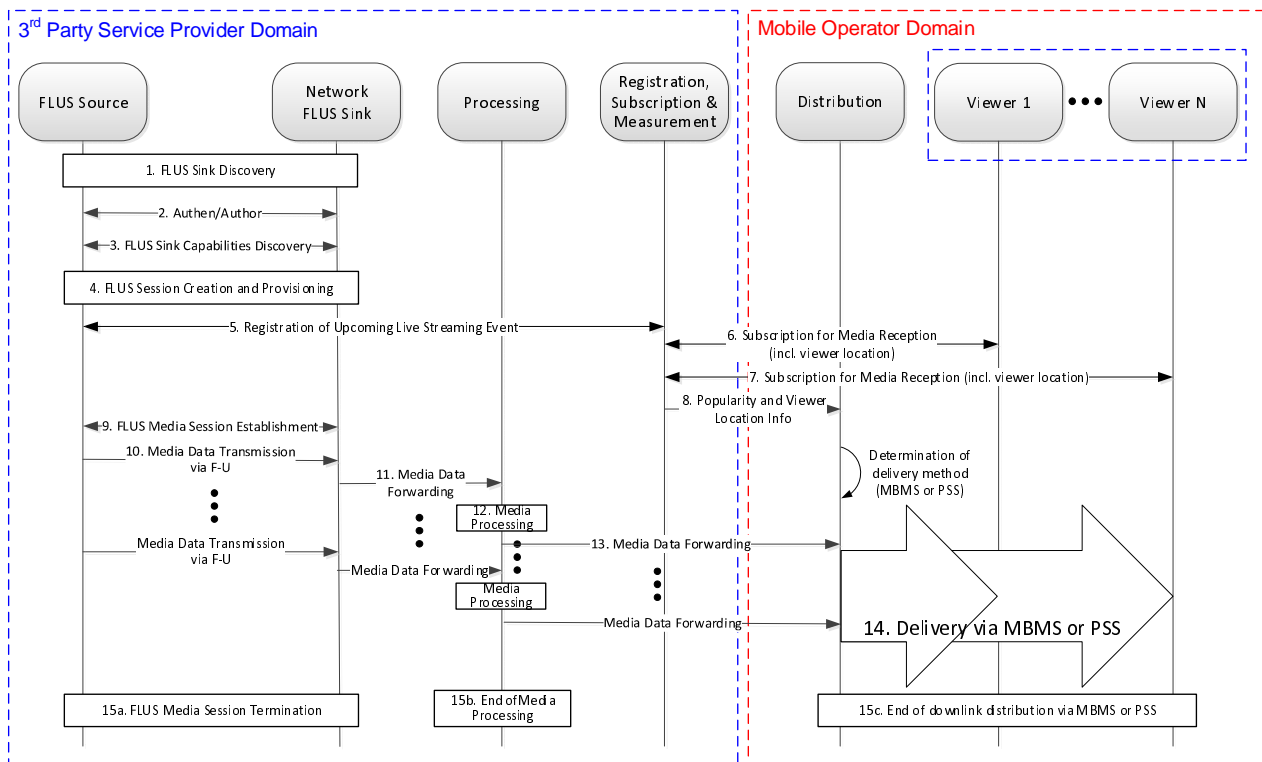 3rd Party Service Provider Domain
Mobile Operator Domain
FLUS Source
Network
FLUS Sink
Processing
Registration,
Subscription &
Measurement
Distribution
Viewer 1
Viewer N
1. FLUS Sink Discovery
2. Authen/Author
3. FLUS Sink Capabilities Discovery
4. FLUS Session Creation and Provisioning
5. Registration of Upcoming Live Streaming Event
6. Subscription for Media Reception
(incl. viewer location)
7. Subscription for Media Reception (incl. viewer location)
8. Popularity and Viewer
Location Info
9. FLUS Media Session Establishment
10. Media Data Transmission
via F-U
11. Media Data
Forwarding
Determination of
delivery method
(MBMS or PSS)
12. Media
Processing
Media Data Transmission
via F-U
13. Media Data Forwarding
Media Data Forwarding
Media
Processing
Media Data Forwarding
14. Delivery via MBMS or PSS
15a. FLUS Media Session Termination
15b. End of Media
Processing
15c. End of downlink distribution via MBMS or PSS